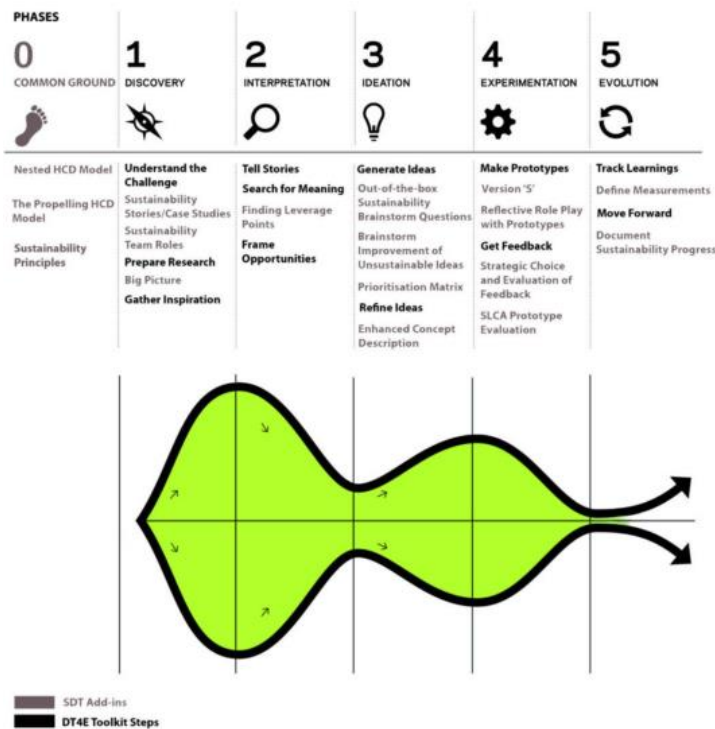 PHASES
0
COMMON GROUND
1
DISCOVERY
2
INTERPRETATION
3
IDEATION
4
EXPERIMENTATION
5
EVOLUTION
Nested HCD Model
The Propelling HCD
Model
Sustainability
Principles
Understand the
Challenge
Sustainability
Stories/Case Studies
Sustainability
Team Roles
Prepare Research
Big Picture
Gather Inspiration
Tell Stories
Search for Meaning
Finding Leverage
Points
Frame
Opportunities
Generate Ideas
Out-of-the-box
Sustainability
Brainstorm Questions
Brainstorm
Improvement of
Unsustainable Ideas
Prioritisation Matrix
Refine Ideas
Enhanced Concept
Description
Make Prototypes
Version 'S'
Reflective Role Play
with Prototypes
Get Feedback
Strategic Choice
and Evaluation of
Feedback
SLCA Prototype
Evaluation
Track Learnings
Define Measurements
Move Forward
Document
Sustainability Progress
SDT Add-ins
DT4E Toolkit Steps